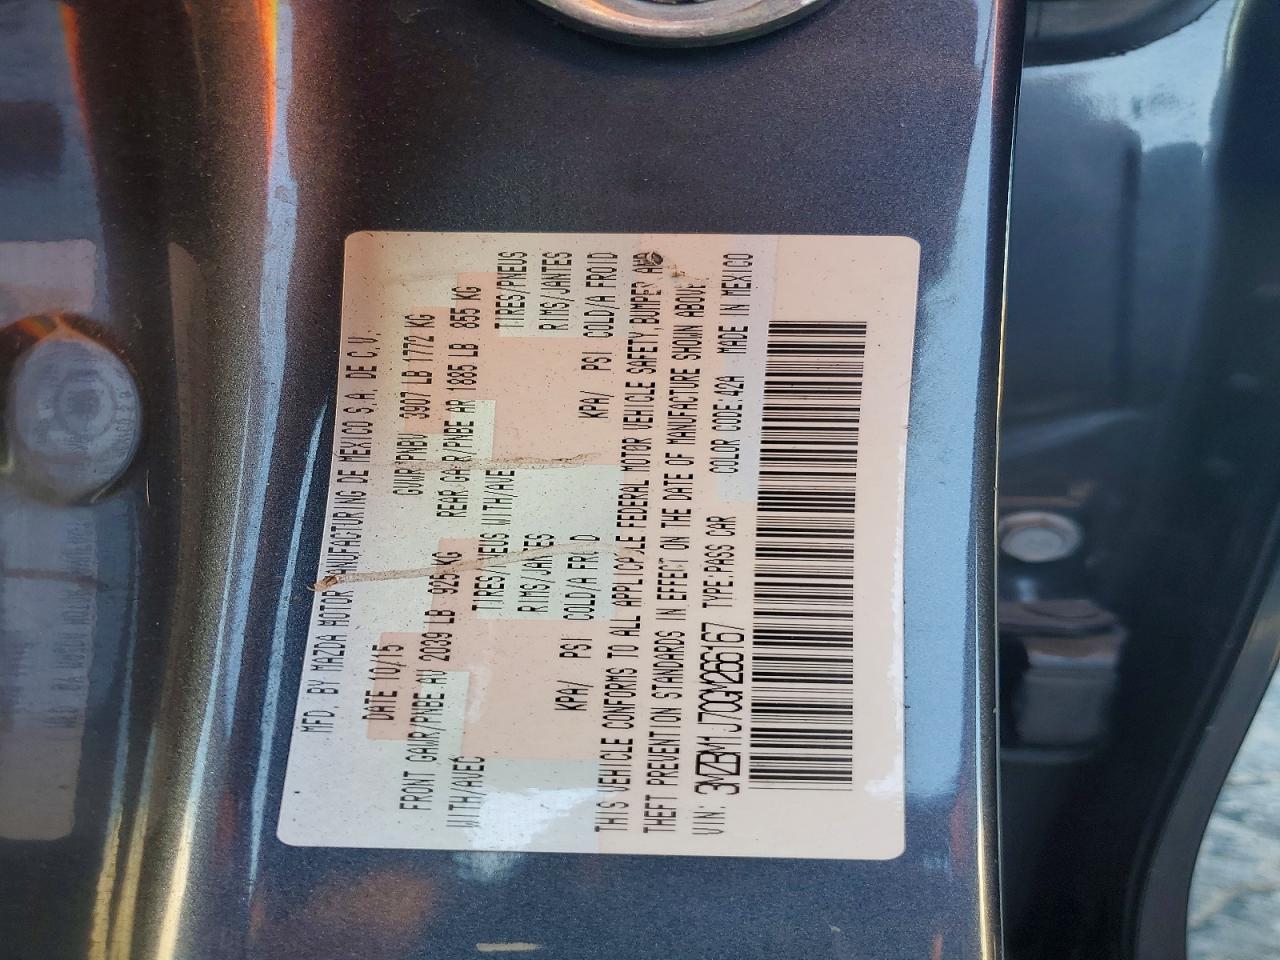 MFD. BY MAZDA MOTOR MANUFACTURING DE MEXICO S.A. DE C.V.
DATE 10/15 GVWR/PNBV 3907 LB 1772 KG
FRONT GAWR/PNBE AV 2039 LB 925 KG REAR GAWR/PNBE AR 1885 LB 855 KG
WITH/AVEC TIRES/PNEUS WITH/AVEC TIRES/PNEUS
RIMS/JANTES RIMS/JANTES
KPA/ PSI COLD/A FROID KPA/ PSI COLD/A FROID
THIS VEHICLE CONFORMS TO ALL APPLICABLE FEDERAL MOTOR VEHICLE SAFETY,BUMPER AND
THEFT PREVENTION STANDARDS IN EFFECT ON THE DATE OF MANUFACTURE SHOWN ABOVE
VIN: 3MZBM1J70GM266167 TYPE:PASS CAR COLOR CODE:42A MADE IN MEXICO